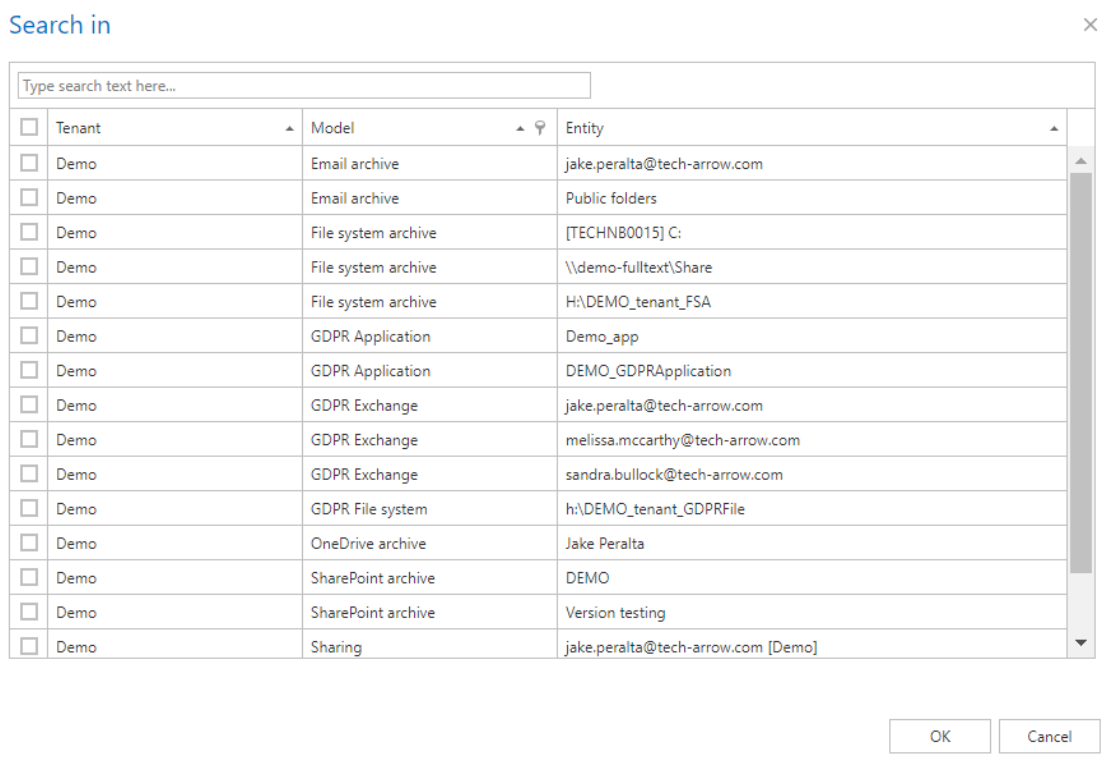 Search in
Type search text here...
Tenant Model Entity
Demo Email archive jake.peralta@tech-arrow.com
Demo Email archive Public folders
Demo File system archive [TECHNB0015] C:
Demo File system archive \\demo-fulltext\Share
Demo File system archive H:\DEMO_tenant_FSA
Demo GDPR Application Demo_app
Demo GDPR Application DEMO_GDPRApplication
Demo GDPR Exchange jake.peralta@tech-arrow.com
Demo GDPR Exchange melissa.mccarthy@tech-arrow.com
Demo GDPR Exchange sandra.bullock@tech-arrow.com
Demo GDPR File system h:\DEMO_tenant_GDPRFile
Demo OneDrive archive Jake Peralta
Demo SharePoint archive DEMO
Demo SharePoint archive Version testing
Demo Sharing jake.peralta@tech-arrow.com [Demo]
OK Cancel